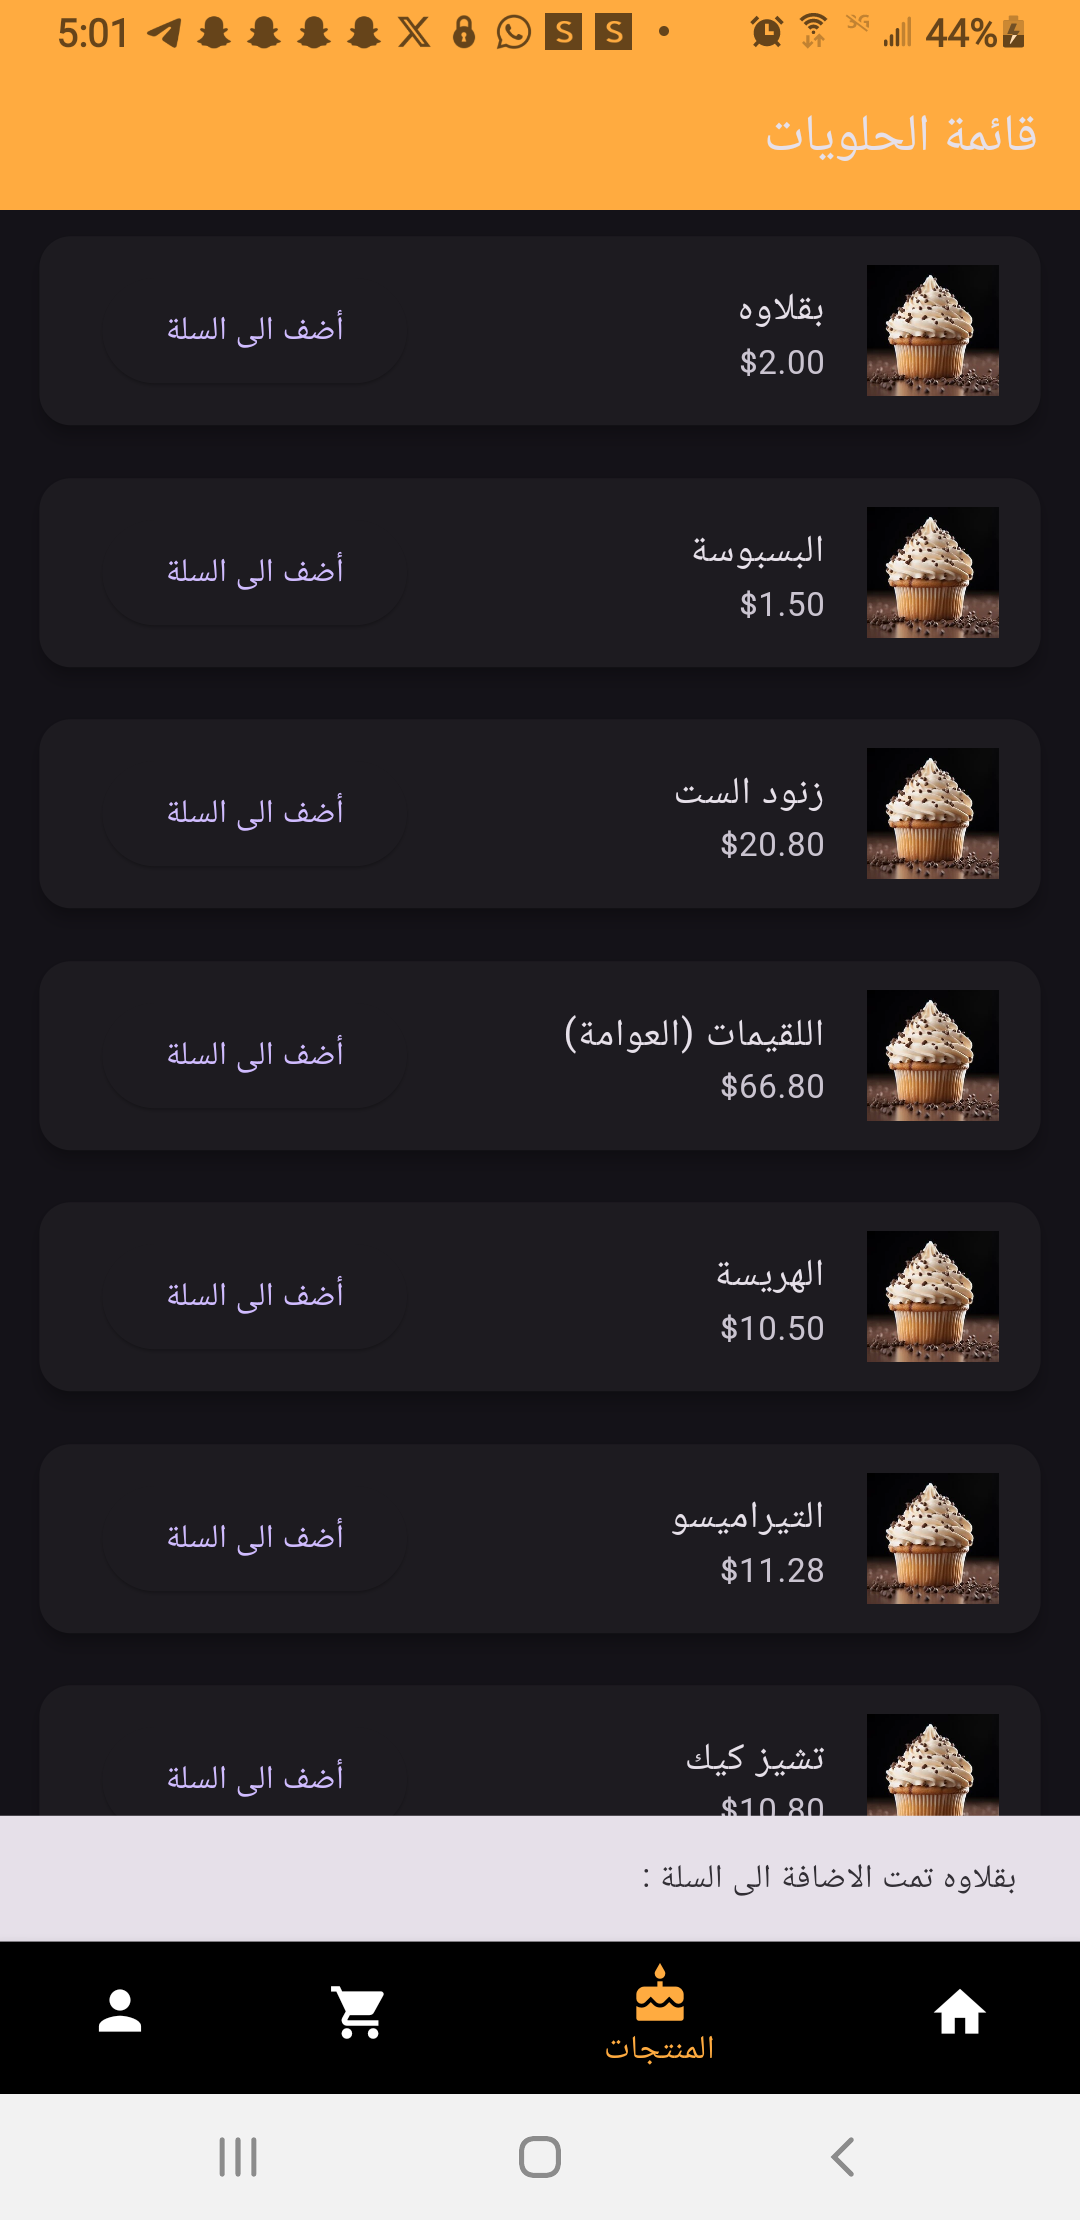 5:01 S S 3G 44%
قائمة الحلويات
بقلاوه
$2.00
أضف الى السلة
البسبوسة
$1.50
أضف الى السلة
زنود الست
$20.80
أضف الى السلة
اللقيمات (العوامة)
$66.80
أضف الى السلة
الهريسة
$10.50
أضف الى السلة
التيراميسو
$11.28
أضف الى السلة
تشيز كيك
$10.80
أضف الى السلة
بقلاوه تمت الاضافة الى السلة :
المنتجات